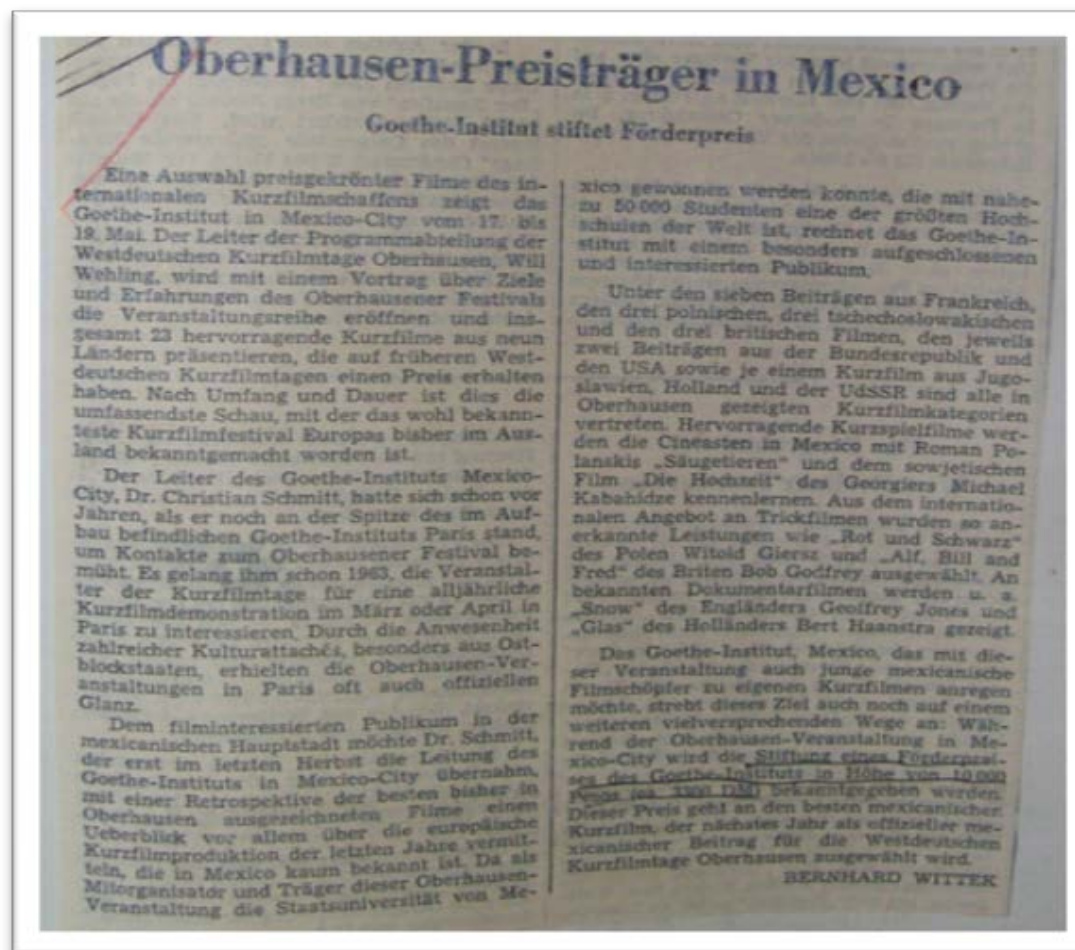 Oberhausen-Preisträger in Mexico
Goethe-Institut stiftet Förderpreis
Eine Auswahl preisgekrönter Filme des in-
ternationalen Kurzfilmschaffens zeigt das
Goethe-Institut in Mexico-City vom 17. bis
19. Mai. Der Leiter der Programmabteilung der
Westdeutschen Kurzfilmtage Oberhausen, Will
Wehling, wird mit einem Vortrag über Ziele
und Erfahrungen des Oberhausener Festivals
die Veranstaltungsreihe eröffnen und ins-
gesamt 23 hervorragende Kurzfilme aus neun
Ländern präsentieren, die auf früheren West-
deutschen Kurzfilmtagen einen Preis erhalten
haben. Nach Umfang und Dauer ist dies die
umfassendste Schau, mit der das wohl bekann-
teste Kurzfilmfestival Europas bisher im Aus-
land bekanntgemacht worden ist.
Der Leiter des Goethe-Instituts Mexico-
City, Dr. Christian Schmitt, hatte sich schon vor
Jahren, als er noch an der Spitze des im Auf-
bau befindlichen Goethe-Instituts Paris stand,
um Kontakte zum Oberhausener Festival be-
müht. Es gelang ihm schon 1963, die Veranstal-
ter der Kurzfilmtage für eine alljährliche
Kurzfilmdemonstration im März oder April in
Paris zu interessieren. Durch die Anwesenheit
zahlreicher Kulturattachés, besonders aus Ost-
blockstaaten, erhielten die Oberhausen-Ver-
anstaltungen in Paris oft auch offiziellen
Glanz.
Dem filminteressierten Publikum in der
mexicanischen Hauptstadt möchte Dr. Schmitt,
der erst im letzten Herbst die Leitung des
Goethe-Instituts in Mexico-City übernahm,
mit einer Retrospektive der besten bisher in
Oberhausen ausgezeichneten Filme einen
Ueberblick vor allem über die europäische
Kurzfilmproduktion der letzten Jahre vermit-
teln, die in Mexico kaum bekannt ist. Da als
Mitorganisator und Träger dieser Oberhausen-
Veranstaltung die Staatsuniversität von Me-
xico gewonnen werden konnte, die mit nahe-
zu 50 000 Studenten eine der größten Hoch-
schulen der Welt ist, rechnet das Goethe-In-
stitut mit einem besonders aufgeschlossenen
und interessierten Publikum.
Unter den sieben Beiträgen aus Frankreich,
den drei polnischen, drei tschechoslowakischen
und den drei britischen Filmen, den jeweils
zwei Beiträgen aus der Bundesrepublik und
den USA sowie je einem Kurzfilm aus Jugo-
slawien, Holland und der UdSSR sind alle in
Oberhausen gezeigten Kurzfilmkategorien
vertreten. Hervorragende Kurzspielfilme wer-
den die Cineasten in Mexico mit Roman Po-
lanskis „Säugetieren" und dem sowjetischen
Film „Die Hochzeit" des Georgiers Michael
Kabahidze kennenlernen. Aus dem internatio-
nalen Angebot an Trickfilmen wurden so an-
erkannte Leistungen wie „Rot und Schwarz"
des Polen Witold Giersz und „Alf, Bill and
Fred" des Briten Bob Godfrey ausgewählt. An
bekannten Dokumentarfilmen werden u. a.
„Snow" des Engländers Geoffrey Jones und
„Glas" des Holländers Bert Haanstra gezeigt.
Das Goethe-Institut, Mexico, das mit die-
ser Veranstaltung auch junge mexicanische
Filmschöpfer zu eigenen Kurzfilmen anregen
möchte, strebt dieses Ziel auch noch auf einem
weiteren vielversprechenden Wege an: Wäh-
rend der Oberhausen-Veranstaltung in Me-
xico-City wird die Stiftung eines Förderprei-
ses des Goethe-Instituts in Höhe von 10 000
Pesos (ca. 3300 DM) bekanntgegeben werden.
Dieser Preis geht an den besten mexicanischen
Kurzfilm, der nächstes Jahr als offizieller me-
xicanischer Beitrag für die Westdeutschen
Kurzfilmtage Oberhausen ausgewählt wird.
BERNHARD WITTEK